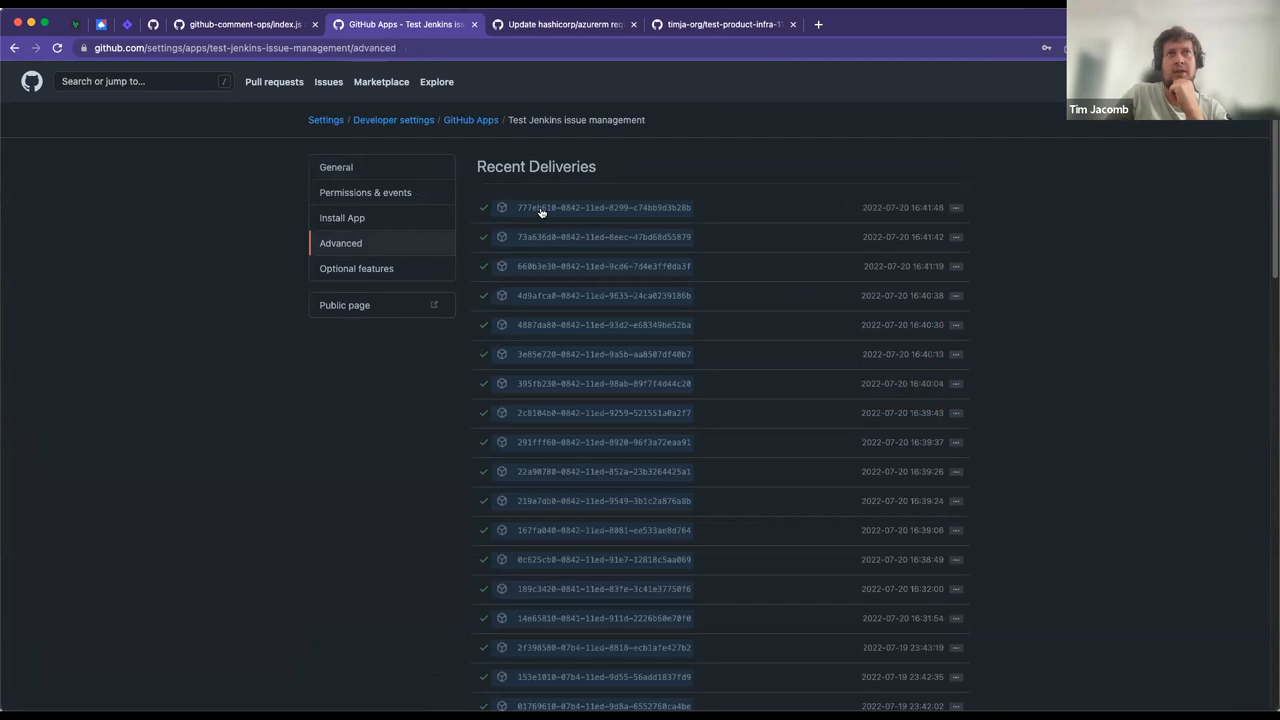 github-comment-ops/index.js
GitHub Apps - Test Jenkins iss
Update hashicorp/azurerm req
timja-org/test-product-infra-1
github.com/settings/apps/test-jenkins-issue-management/advanced
Search or jump to... /
Pull requests Issues Marketplace Explore
Tim Jacomb
Settings / Developer settings / GitHub Apps / Test Jenkins issue management
General
Permissions & events
Install App
Advanced
Optional features
Public page
Recent Deliveries
777eb610-0842-11ed-8299-c74bb9d3b28b 2022-07-20 16:41:48
73a636d0-0842-11ed-8eec-47bd68d55879 2022-07-20 16:41:42
660b3e30-0842-11ed-9cd6-7d4e3ff0da3f 2022-07-20 16:41:19
4d9afca0-0842-11ed-9635-24ca0239186b 2022-07-20 16:40:38
4887da80-0842-11ed-93d2-e68349be52ba 2022-07-20 16:40:30
3e85e720-0842-11ed-9a5b-aa8507df40b7 2022-07-20 16:40:13
395fb230-0842-11ed-98ab-89f7f4d44c20 2022-07-20 16:40:04
2c8104b0-0842-11ed-9259-521551a0a2f7 2022-07-20 16:39:43
291fff60-0842-11ed-8920-96f3a72eaa91 2022-07-20 16:39:37
22a90780-0842-11ed-852a-23b3264425a1 2022-07-20 16:39:26
219a7db0-0842-11ed-9549-3b1c2a876a8b 2022-07-20 16:39:24
167fa040-0842-11ed-8081-ee533ae8d764 2022-07-20 16:39:06
0c625cb0-0842-11ed-91e7-12818c5aa069 2022-07-20 16:38:49
189c3420-0841-11ed-83fe-3c41e37750f6 2022-07-20 16:32:00
14e65810-0841-11ed-911d-2226b60e70f0 2022-07-20 16:31:54
2f398580-07b4-11ed-8818-ecb1afe427b2 2022-07-19 23:43:19
153e1010-07b4-11ed-9d55-56add1837fd9 2022-07-19 23:42:35
01769610-07b4-11ed-9d8a-6552760ca4be 2022-07-19 23:42:02